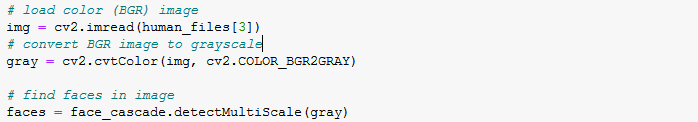 # load color (BGR) image
img = cv2.imread(human_files[3])
# convert BGR image to grayscale
gray = cv2.cvtColor(img, cv2.COLOR_BGR2GRAY)
# find faces in image
faces = face_cascade.detectMultiScale(gray)